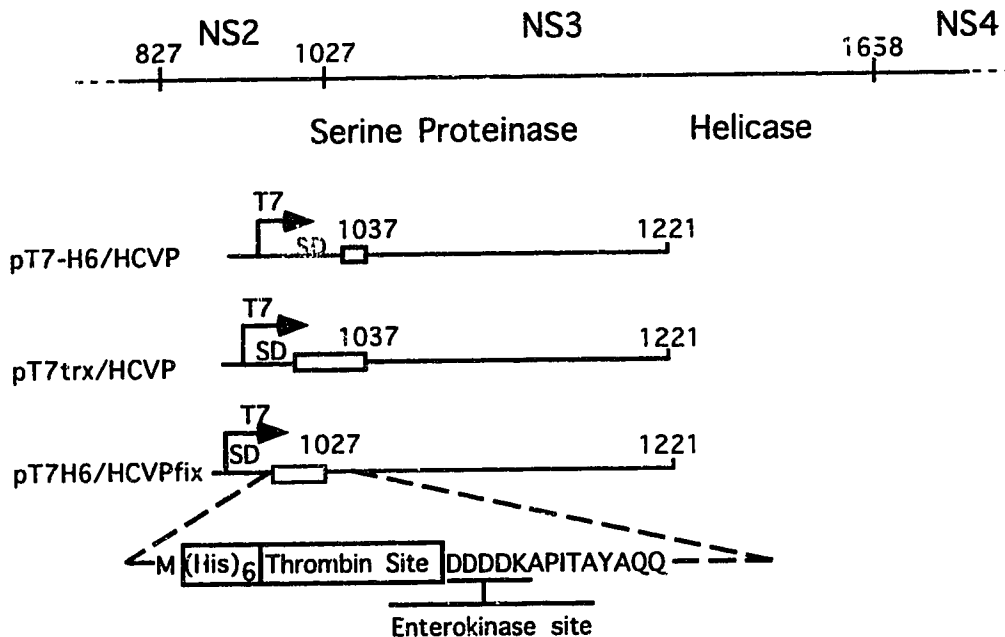 NS2 NS3 NS4
827 1027 1658
Serine Proteinase Helicase
T7
SD 1037 1221
pT7-H6/HCVP
T7
SD 1037 1221
pT7trx/HCVP
T7
SD 1027 1221
pT7H6/HCVPfix
M (His)6 Thrombin Site DDDDKAPITAYAQQ
Enterokinase site